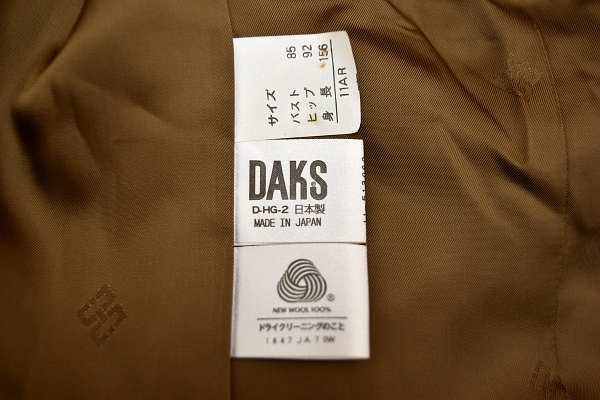 サイズ
バスト 85
ヒップ 92
身長 156
11AR
DAKS
D-HG-2 日本製
MADE IN JAPAN
®
NEW WOOL 100%
ドライクリーニングのこと
1447 JA79W